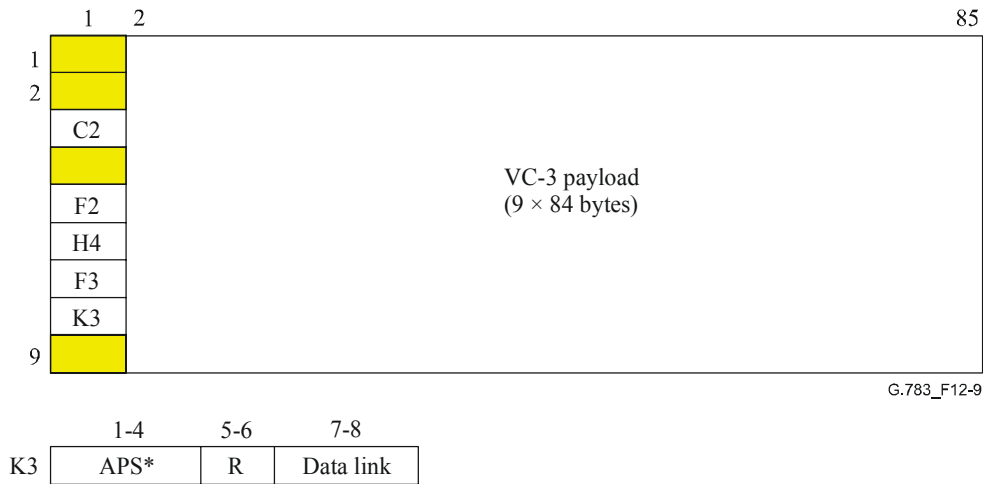 1 2 85
1
2
C2
VC-3 payload
(9 × 84 bytes)
F2
H4
F3
K3
9
G.783_F12-9
1-4 5-6 7-8
K3 APS* R Data link